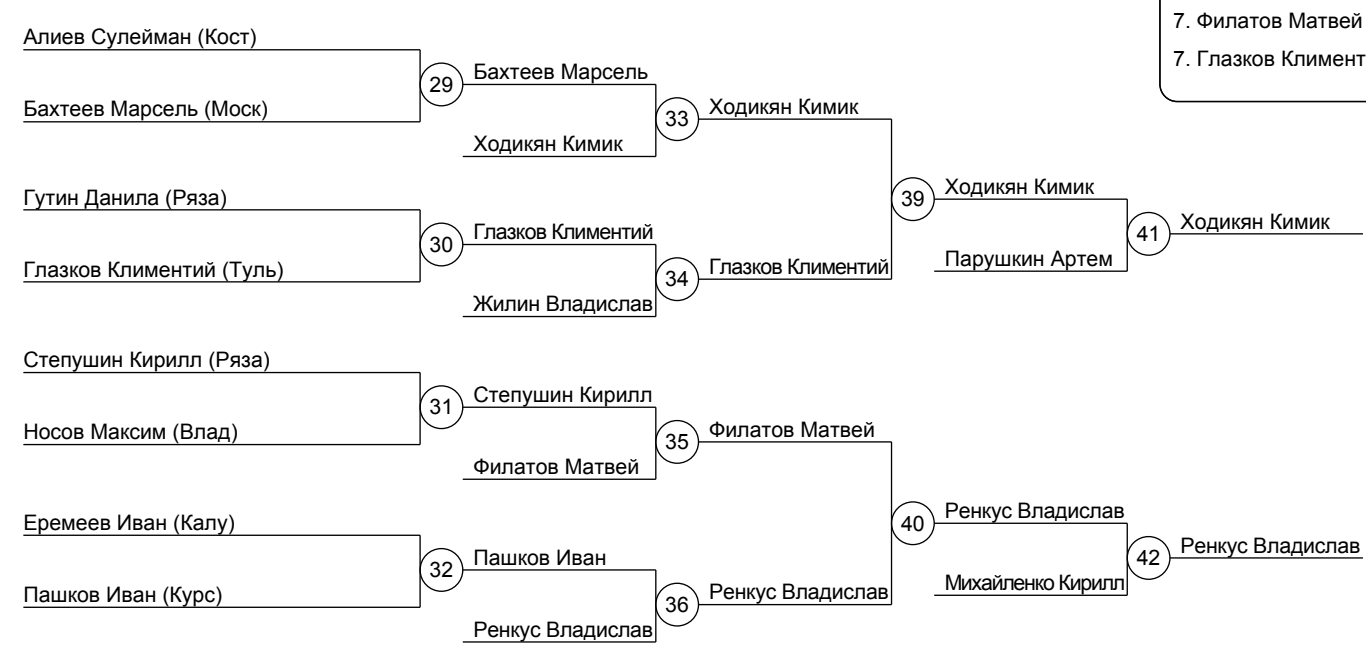 7. Филатов Матвей
7. Глазков Климент
Алиев Сулейман (Кост)
29
Бахтеев Марсель
Бахтеев Марсель (Моск)
33
Ходикян Кимик
Ходикян Кимик
Гутин Данила (Ряза)
39
Ходикян Кимик
30
Глазков Климентий
41
Ходикян Кимик
Глазков Климентий (Туль)
34
Глазков Климентий
Парушкин Артем
Жилин Владислав
Степушин Кирилл (Ряза)
31
Степушин Кирилл
Носов Максим (Влад)
35
Филатов Матвей
Филатов Матвей
Еремеев Иван (Калу)
40
Ренкус Владислав
32
Пашков Иван
42
Ренкус Владислав
Пашков Иван (Курс)
36
Ренкус Владислав
Михайленко Кирилл
Ренкус Владислав